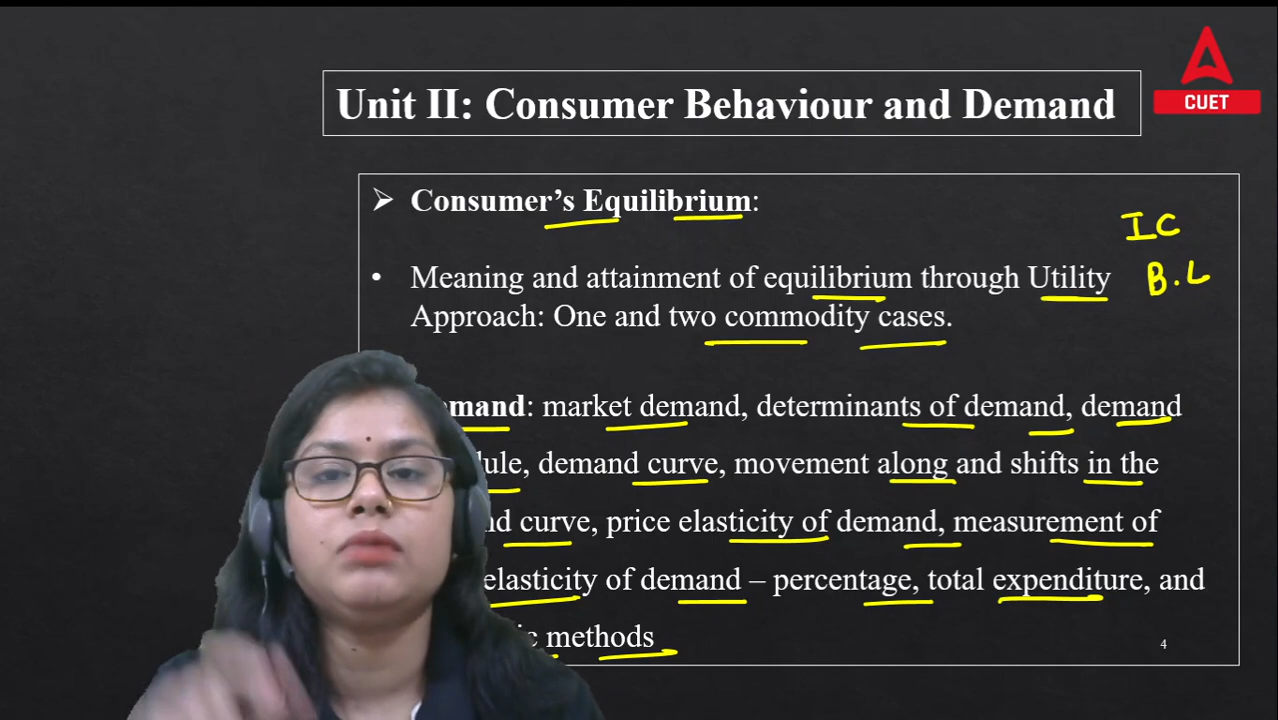 CUET
Unit II: Consumer Behaviour and Demand
➢ Consumer's Equilibrium:
IC
• Meaning and attainment of equilibrium through Utility B.L
Approach: One and two commodity cases.
market demand, determinants of demand, demand
demand curve, movement along and shifts in the
curve, price elasticity of demand, measurement of
elasticity of demand – percentage, total expenditure, and
methods
4